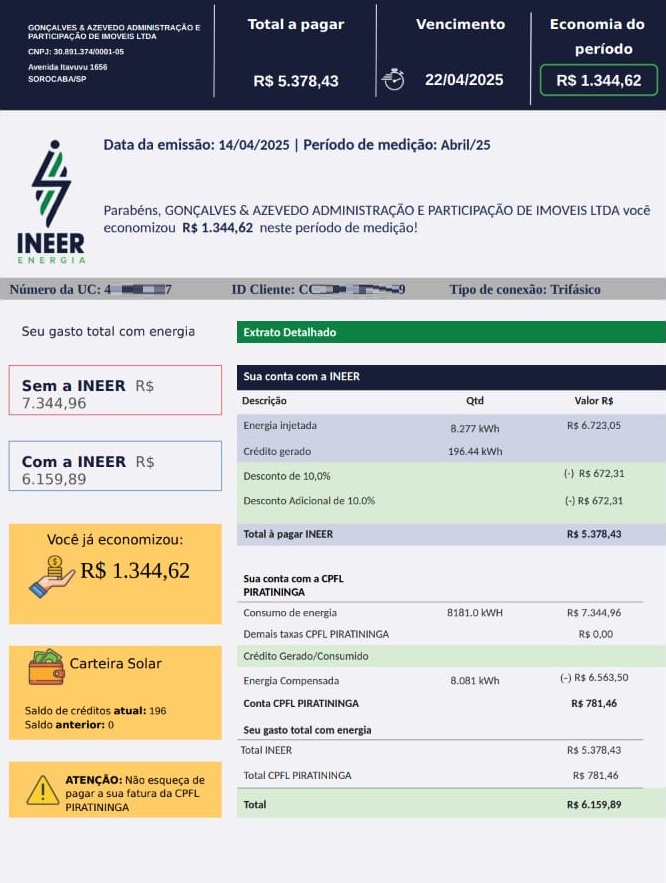 GONÇALVES & AZEVEDO ADMINISTRAÇÃO E
PARTICIPAÇÃO DE IMOVEIS LTDA
CNPJ: 30.891.374/0001-05
Avenida Itavuvu 1656
SOROCABA/SP
Total a pagar
R$ 5.378,43
Vencimento
22/04/2025
Economia do
período
R$ 1.344,62
Data da emissão: 14/04/2025 | Período de medição: Abril/25
Parabéns, GONÇALVES & AZEVEDO ADMINISTRAÇÃO E PARTICIPAÇÃO DE IMOVEIS LTDA você
economizou R$ 1.344,62 neste período de medição!
INEER
ENERGIA
Número da UC: 4 7 ID Cliente: CC 9 Tipo de conexão: Trifásico
Seu gasto total com energia
Sem a INEER R$
7.344,96
Com a INEER R$
6.159,89
Você já economizou:
R$ 1.344,62
Carteira Solar
Saldo de créditos atual: 196
Saldo anterior: 0
ATENÇÃO: Não esqueça de
pagar a sua fatura da CPFL
PIRATININGA
Extrato Detalhado
Sua conta com a INEER
Descrição Qtd Valor R$
Energia injetada 8.277 kWh R$ 6.723,05
Crédito gerado 196.44 kWh
Desconto de 10,0% (-) R$ 672,31
Desconto Adicional de 10.0% (-) R$ 672,31
Total à pagar INEER R$ 5.378,43
Sua conta com a CPFL
PIRATININGA
Consumo de energia 8181.0 kWH R$ 7.344,96
Demais taxas CPFL PIRATININGA R$ 0,00
Crédito Gerado/Consumido
Energia Compensada 8.081 kWh (-) R$ 6.563,50
Conta CPFL PIRATININGA R$ 781,46
Seu gasto total com energia
Total INEER R$ 5.378,43
Total CPFL PIRATININGA R$ 781,46
Total R$ 6.159,89